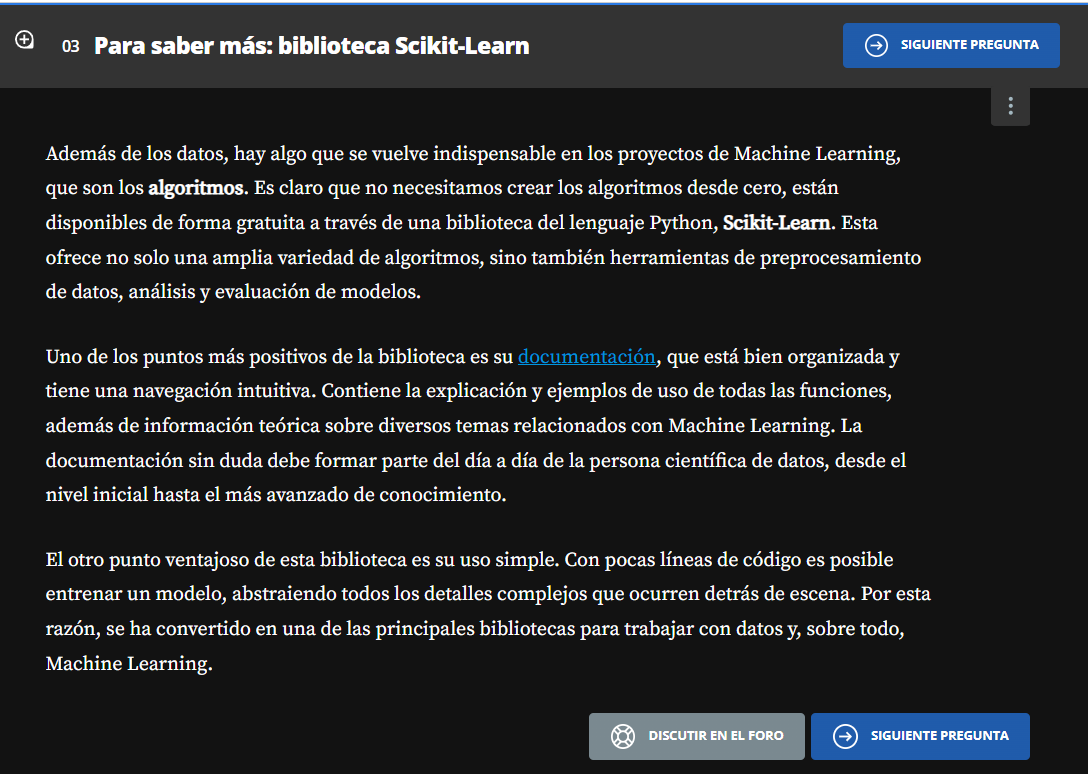 03 Para saber más: biblioteca Scikit-Learn
SIGUIENTE PREGUNTA
Además de los datos, hay algo que se vuelve indispensable en los proyectos de Machine Learning,
que son los algoritmos. Es claro que no necesitamos crear los algoritmos desde cero, están
disponibles de forma gratuita a través de una biblioteca del lenguaje Python, Scikit-Learn. Esta
ofrece no solo una amplia variedad de algoritmos, sino también herramientas de preprocesamiento
de datos, análisis y evaluación de modelos.
Uno de los puntos más positivos de la biblioteca es su documentación, que está bien organizada y
tiene una navegación intuitiva. Contiene la explicación y ejemplos de uso de todas las funciones,
además de información teórica sobre diversos temas relacionados con Machine Learning. La
documentación sin duda debe formar parte del día a día de la persona científica de datos, desde el
nivel inicial hasta el más avanzado de conocimiento.
El otro punto ventajoso de esta biblioteca es su uso simple. Con pocas líneas de código es posible
entrenar un modelo, abstraiendo todos los detalles complejos que ocurren detrás de escena. Por esta
razón, se ha convertido en una de las principales bibliotecas para trabajar con datos y, sobre todo,
Machine Learning.
DISCUTIR EN EL FORO
SIGUIENTE PREGUNTA